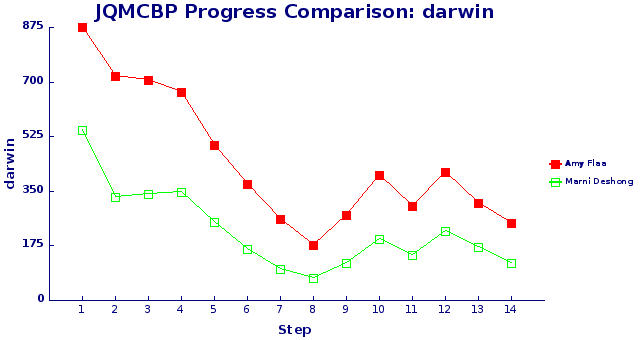 JQMCBP Progress Comparison: darwin
875
700
525
350
175
0
darwin
1 2 3 4 5 6 7 8 9 10 11 12 13 14
Step
Amy Flaa
Marni Deshong